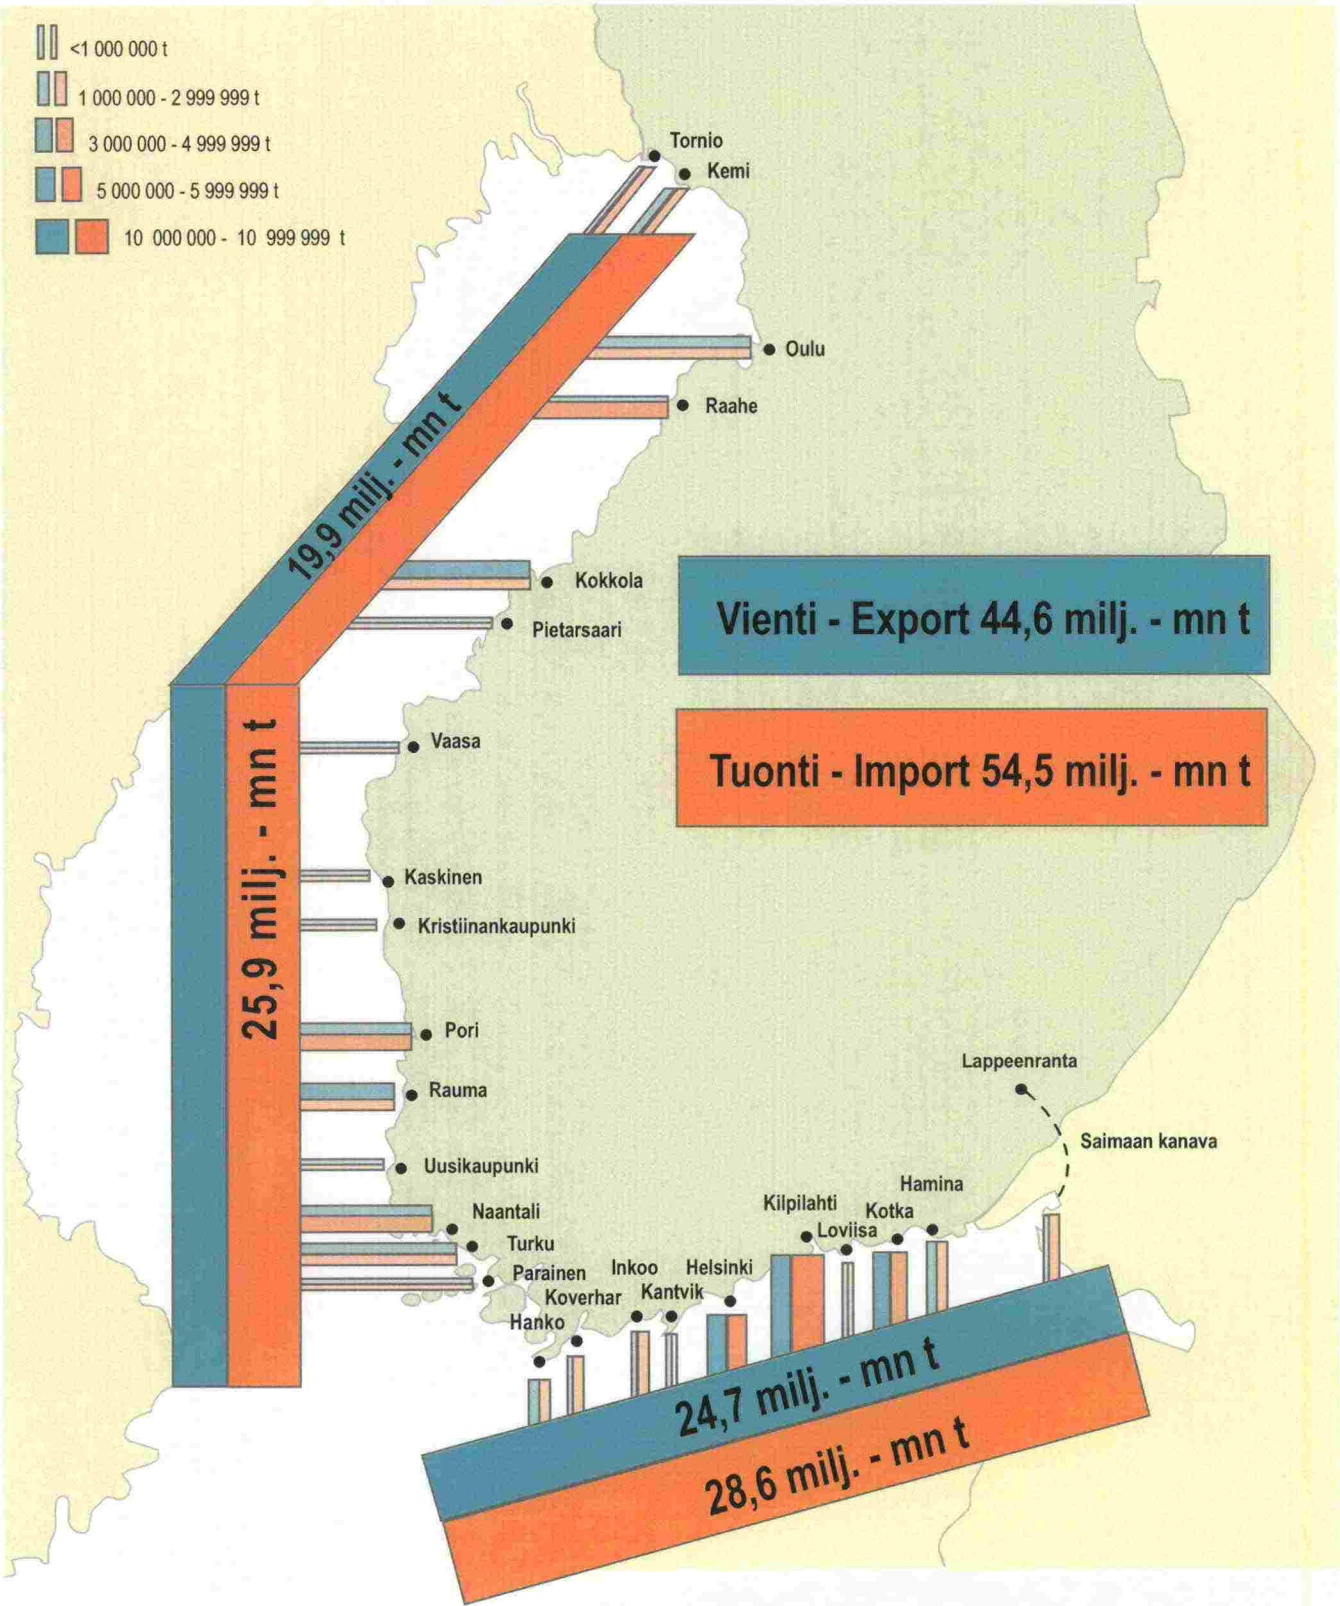 <1 000 000 t
1 000 000 - 2 999 999 t
3 000 000 - 4 999 999 t
5 000 000 - 5 999 999 t
10 000 000 - 10 999 999 t
Tornio
Kemi
Oulu
Raahe
19,9 milj. - mn t
Kokkola
Pietarsaari
Vienti - Export 44,6 milj. - mn t
Tuonti - Import 54,5 milj. - mn t
25,9 milj. - mn t
Vaasa
Kaskinen
Kristiinankaupunki
Pori
Rauma
Uusikaupunki
Naantali
Turku
Parainen
Koverhar
Hanko
Inkoo
Kantvik
Helsinki
Kilpilahti
Loviisa
Kotka
Hamina
Lappeenranta
Saimaan kanava
24,7 milj. - mn t
28,6 milj. - mn t